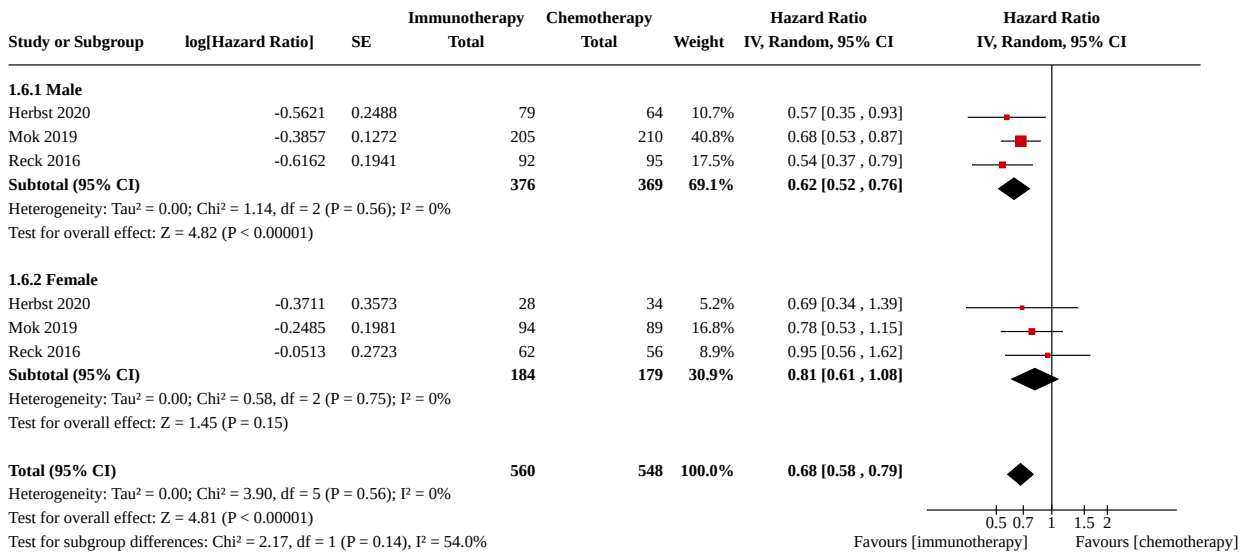 Immunotherapy Chemotherapy Hazard Ratio Hazard Ratio
Study or Subgroup log[Hazard Ratio] SE Total Total Weight IV, Random, 95% CI IV, Random, 95% CI
1.6.1 Male
Herbst 2020 -0.5621 0.2488 79 64 10.7% 0.57 [0.35 , 0.93]
Mok 2019 -0.3857 0.1272 205 210 40.8% 0.68 [0.53 , 0.87]
Reck 2016 -0.6162 0.1941 92 95 17.5% 0.54 [0.37 , 0.79]
Subtotal (95% CI) 376 369 69.1% 0.62 [0.52 , 0.76]
Heterogeneity: Tau² = 0.00; Chi² = 1.14, df = 2 (P = 0.56); I² = 0%
Test for overall effect: Z = 4.82 (P < 0.00001)
1.6.2 Female
Herbst 2020 -0.3711 0.3573 28 34 5.2% 0.69 [0.34 , 1.39]
Mok 2019 -0.2485 0.1981 94 89 16.8% 0.78 [0.53 , 1.15]
Reck 2016 -0.0513 0.2723 62 56 8.9% 0.95 [0.56 , 1.62]
Subtotal (95% CI) 184 179 30.9% 0.81 [0.61 , 1.08]
Heterogeneity: Tau² = 0.00; Chi² = 0.58, df = 2 (P = 0.75); I² = 0%
Test for overall effect: Z = 1.45 (P = 0.15)
Total (95% CI) 560 548 100.0% 0.68 [0.58 , 0.79]
Heterogeneity: Tau² = 0.00; Chi² = 3.90, df = 5 (P = 0.56); I² = 0%
Test for overall effect: Z = 4.81 (P < 0.00001) 0.5 0.7 1 1.5 2
Test for subgroup differences: Chi² = 2.17, df = 1 (P = 0.14), I² = 54.0% Favours [immunotherapy] Favours [chemotherapy]